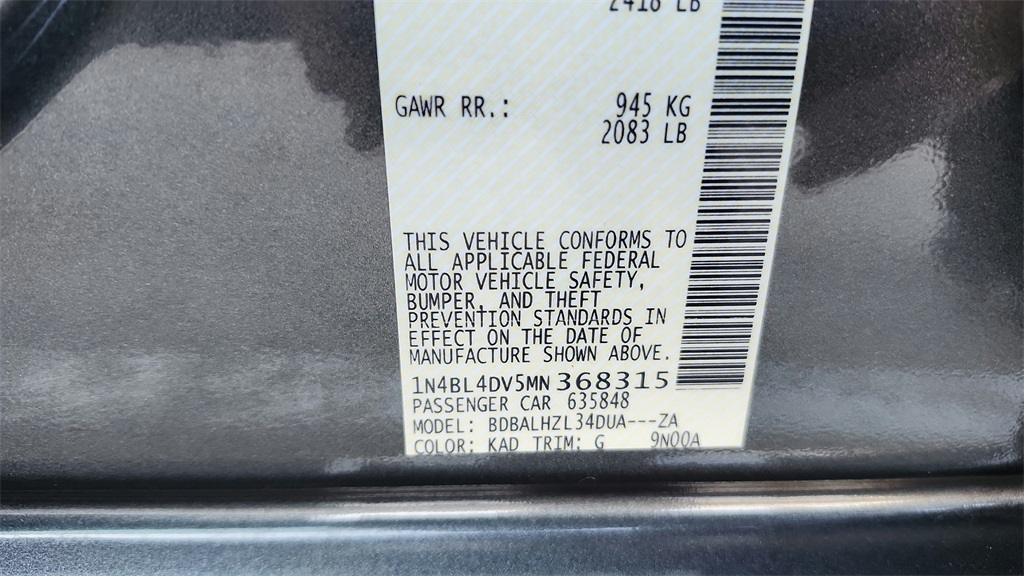 2418 LB
GAWR RR.: 945 KG
2083 LB
THIS VEHICLE CONFORMS TO
ALL APPLICABLE FEDERAL
MOTOR VEHICLE SAFETY,
BUMPER, AND THEFT
PREVENTION STANDARDS IN
EFFECT ON THE DATE OF
MANUFACTURE SHOWN ABOVE.
1N4BL4DV5MN368315
PASSENGER CAR 635848
MODEL: BDBALHZL34DUA---ZA
COLOR: KAD TRIM: G 9N00A